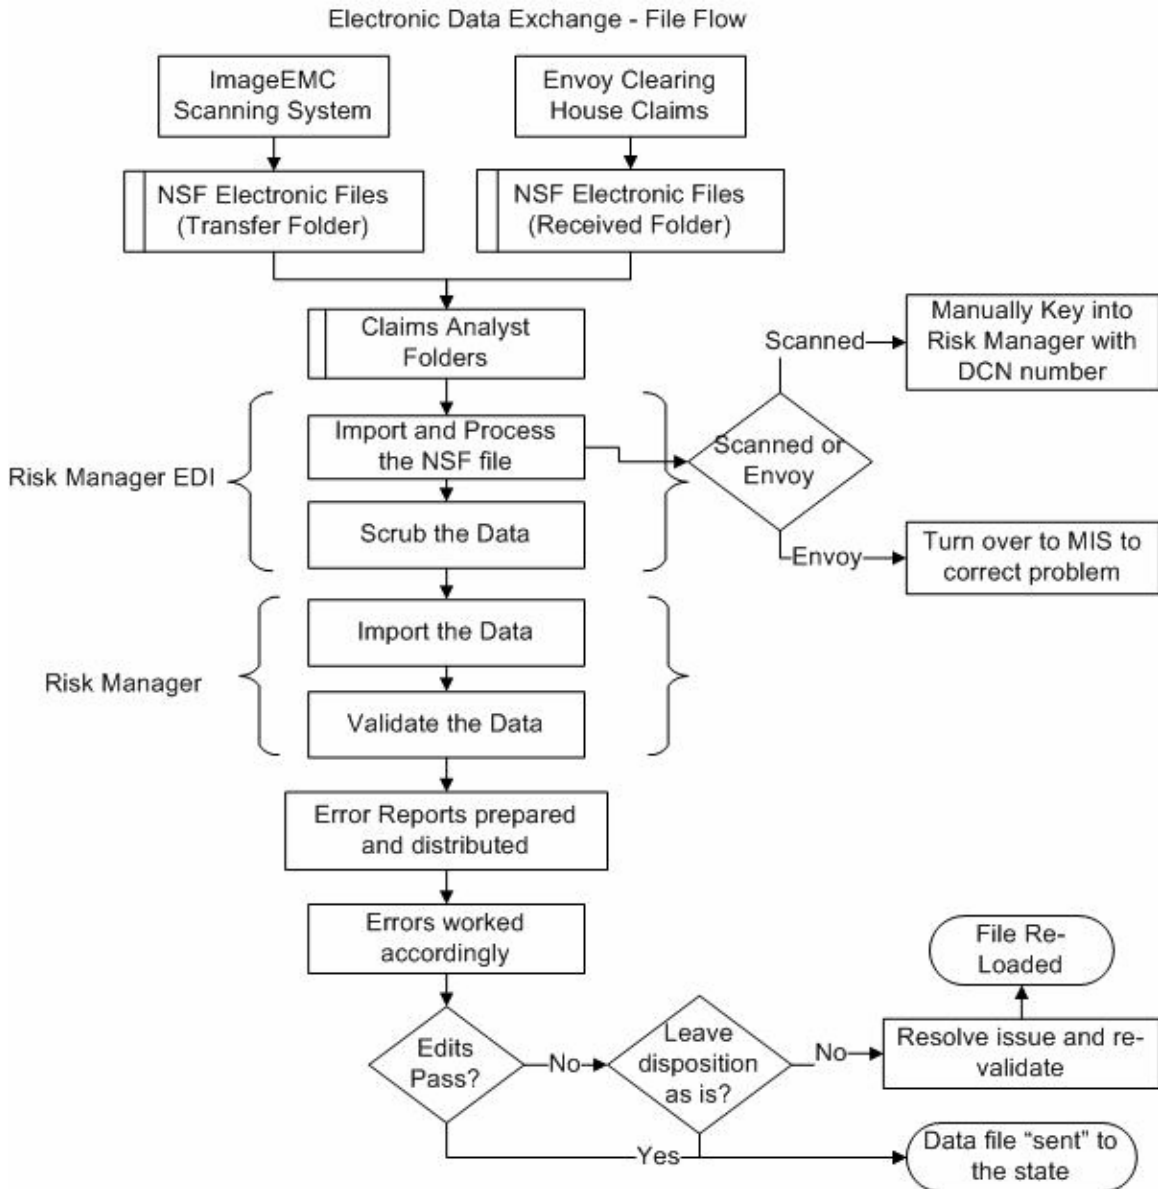 Electronic Data Exchange - File Flow
ImageEMC
Scanning System
Envoy Clearing
House Claims
NSF Electronic Files
(Transfer Folder)
NSF Electronic Files
(Received Folder)
Claims Analyst
Folders
Scanned
Manually Key into
Risk Manager with
DCN number
Risk Manager EDI
Import and Process
the NSF file
Scanned or
Envoy
Scrub the Data
Envoy
Turn over to MIS to
correct problem
Risk Manager
Import the Data
Validate the Data
Error Reports prepared
and distributed
Errors worked
accordingly
File Re-
Loaded
Edits
Pass?
No
Leave
disposition
as is?
No
Resolve issue and re-
validate
Yes
Data file “sent” to
the state